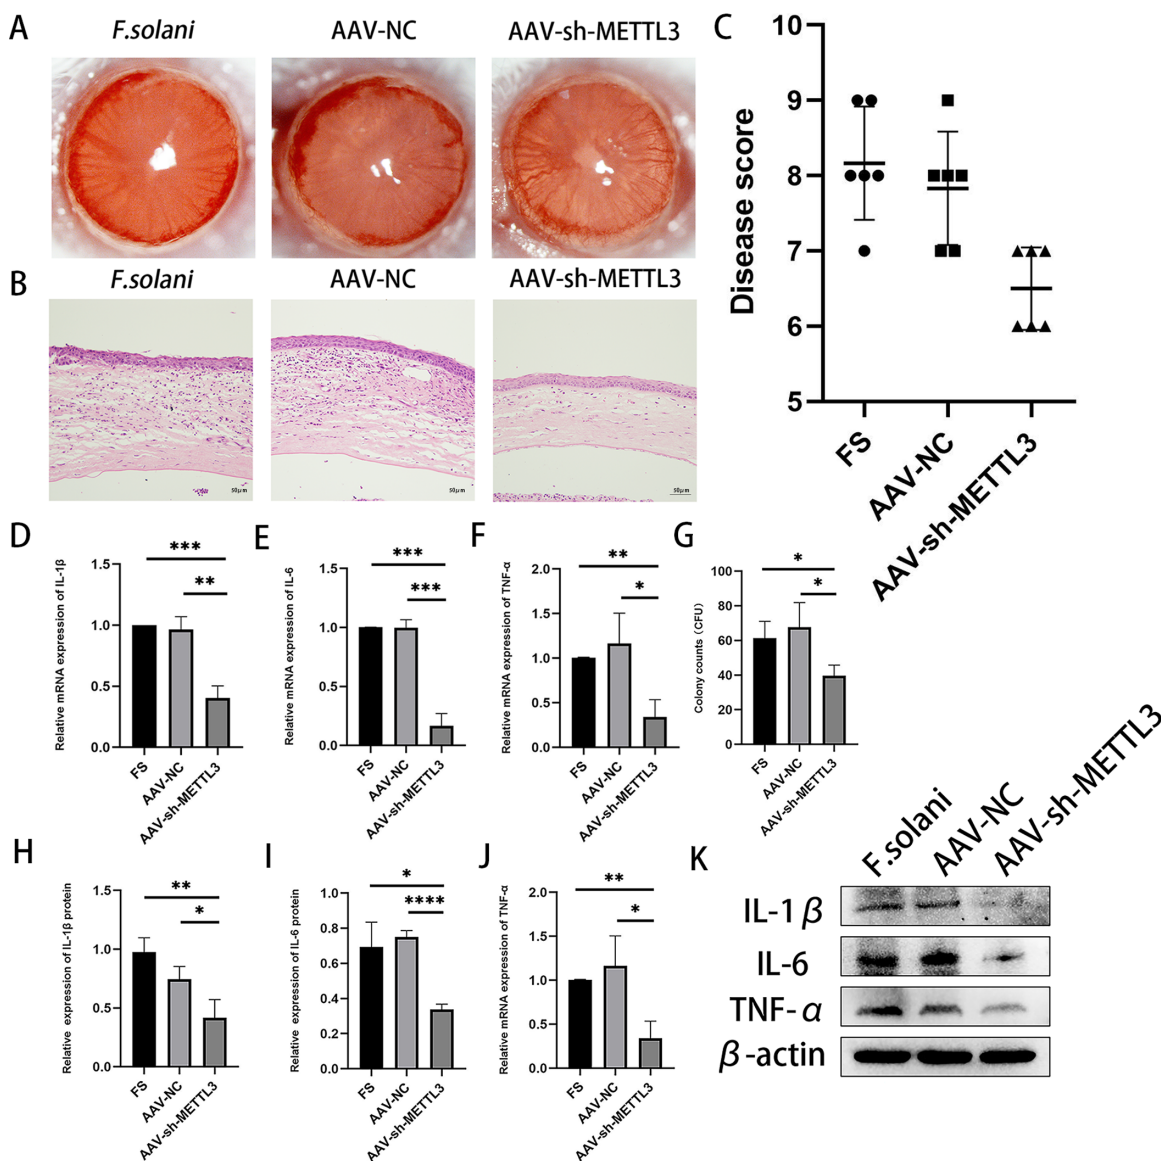 A
F.solani
AAV-NC
AAV-sh-METTL3
B
F.solani
AAV-NC
AAV-sh-METTL3
50μm
50μm
50μm
C
Disease score
10
9
8
7
6
5
FS
AAV-NC
AAV-sh-METTL3
D
Relative mRNA expression of IL-1β
1.5
1.0
0.5
0.0
***
**
FS
AAV-NC
AAV-sh-METTL3
E
Relative mRNA expression of IL-6
1.5
1.0
0.5
0.0
***
***
FS
AAV-NC
AAV-sh-METTL3
F
Relative mRNA expression of TNF-α
2.0
1.5
1.0
0.5
0.0
**
*
FS
AAV-NC
AAV-sh-METTL3
G
Colony counts (CFU)
100
80
60
40
20
0
*
*
FS
AAV-NC
AAV-sh-METTL3
H
Relative expression of IL-1β protein
1.5
1.0
0.5
0.0
**
*
FS
AAV-NC
AAV-sh-METTL3
I
Relative expression of IL-6 protein
1.0
0.8
0.6
0.4
0.2
0.0
*
****
FS
AAV-NC
AAV-sh-METTL3
J
Relative mRNA expression of TNF-α
2.0
1.5
1.0
0.5
0.0
**
*
FS
AAV-NC
AAV-sh-METTL3
K
F.solani
AAV-NC
AAV-sh-METTL3
IL-1β
IL-6
TNF-α
β-actin